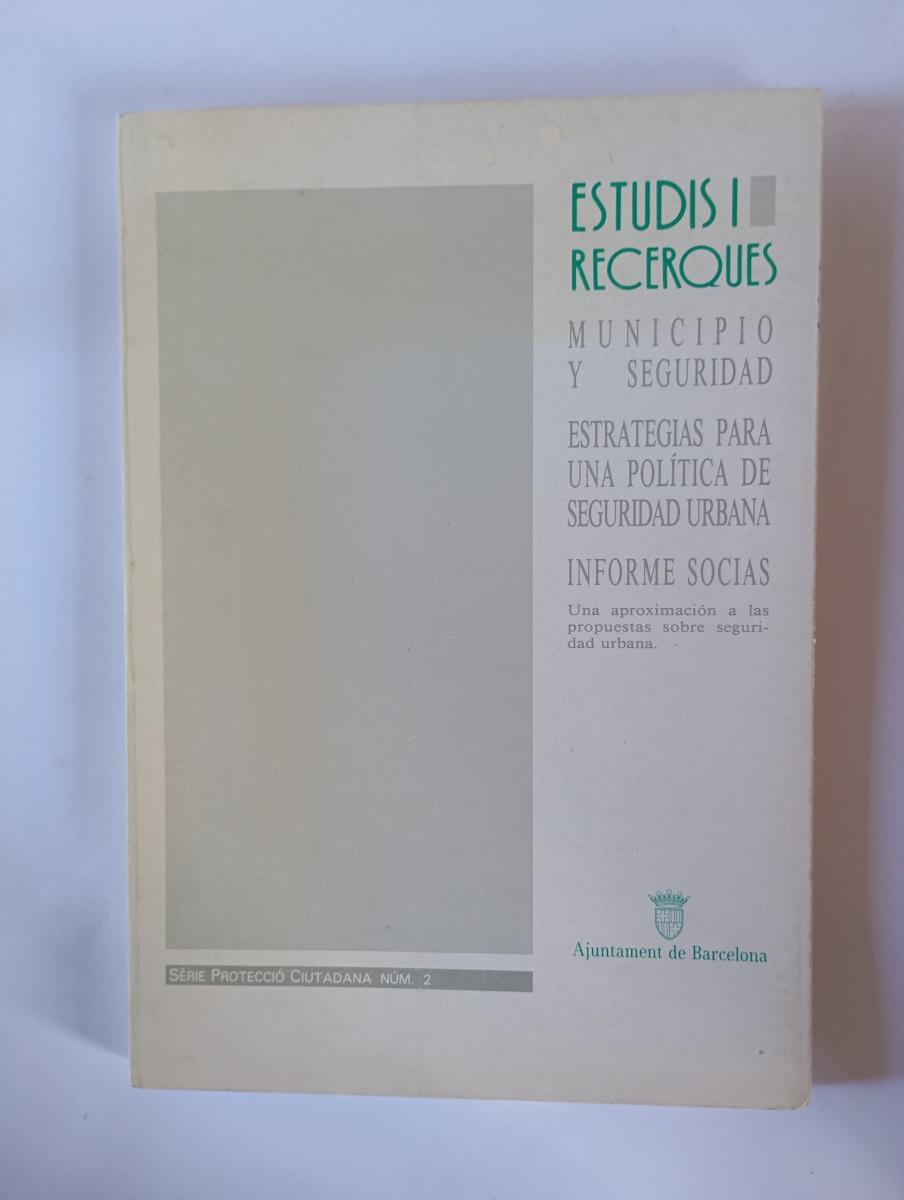 ESTUDIS I
RECERQUES
MUNICIPIO
Y SEGURIDAD
ESTRATEGIAS PARA
UNA POLÍTICA DE
SEGURIDAD URBANA
INFORME SOCIAS
Una aproximación a las
propuestas sobre seguri-
dad urbana.
Ajuntament de Barcelona
SÈRIE PROTECCIÓ CIUTADANA NÚM. 2